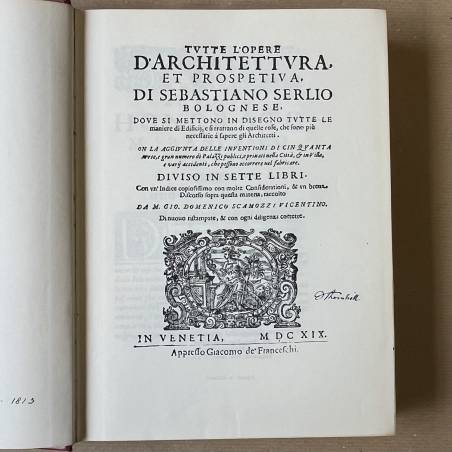 TVTTE L'OPERE
D'ARCHITETTVRA,
ET PROSPETIVA,
DI SEBASTIANO SERLIO
BOLOGNESE,
DOVE SI METTONO IN DISEGNO TVTTE LE
maniere di Edificij, e si trattano di quelle cose, che sono più
necessarie à sapere gli Architetti.
ON LA AGGIVNTA DELLE INVENTIONI DI CINQVANTA
porte, e gran numero di Palazzi publici, e priuati nella Città, & in Villa,
e varij accidenti, che possono occorrere nel fabricare.
DIVISO IN SETTE LIBRI,
Con vn' Indice copiosissimo con molte Considerationi, & vn breue
Discorso sopra questa materia, raccolto
DA M. GIO. DOMENICO SCAMOZZI VICENTINO.
Di nuouo ristampate, & con ogni diligenza corrette.
IN VENETIA, M DC XIX.
Appresso Giacomo de' Franceschi.
1813